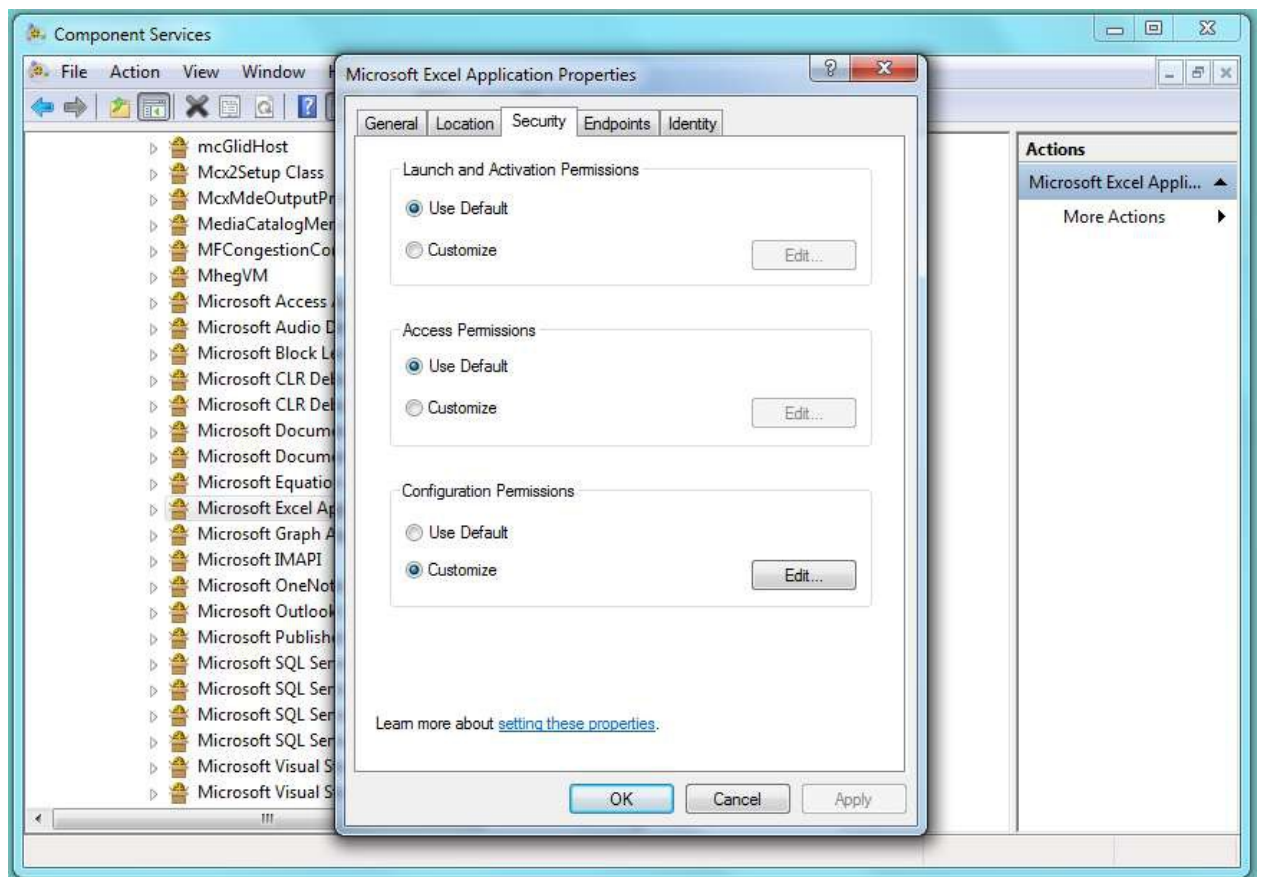 Component Services
File Action View Window
Microsoft Excel Application Properties
General Location Security Endpoints Identity
Launch and Activation Permissions
Use Default
Customize
Edit...
Access Permissions
Use Default
Customize
Edit...
Configuration Permissions
Use Default
Customize
Edit...
Learn more about setting these properties.
OK Cancel Apply
mcGlidHost
Mcx2Setup Class
McxMdeOutputPr
MediaCatalogMer
MFCongestionCo
MhegVM
Microsoft Access
Microsoft Audio D
Microsoft Block Le
Microsoft CLR Deb
Microsoft CLR Deb
Microsoft Docum
Microsoft Docum
Microsoft Equatio
Microsoft Excel Ap
Microsoft Graph A
Microsoft IMAPI
Microsoft OneNot
Microsoft Outlook
Microsoft Publish
Microsoft SQL Ser
Microsoft SQL Ser
Microsoft SQL Ser
Microsoft SQL Ser
Microsoft Visual S
Microsoft Visual S
Actions
Microsoft Excel Appli...
More Actions